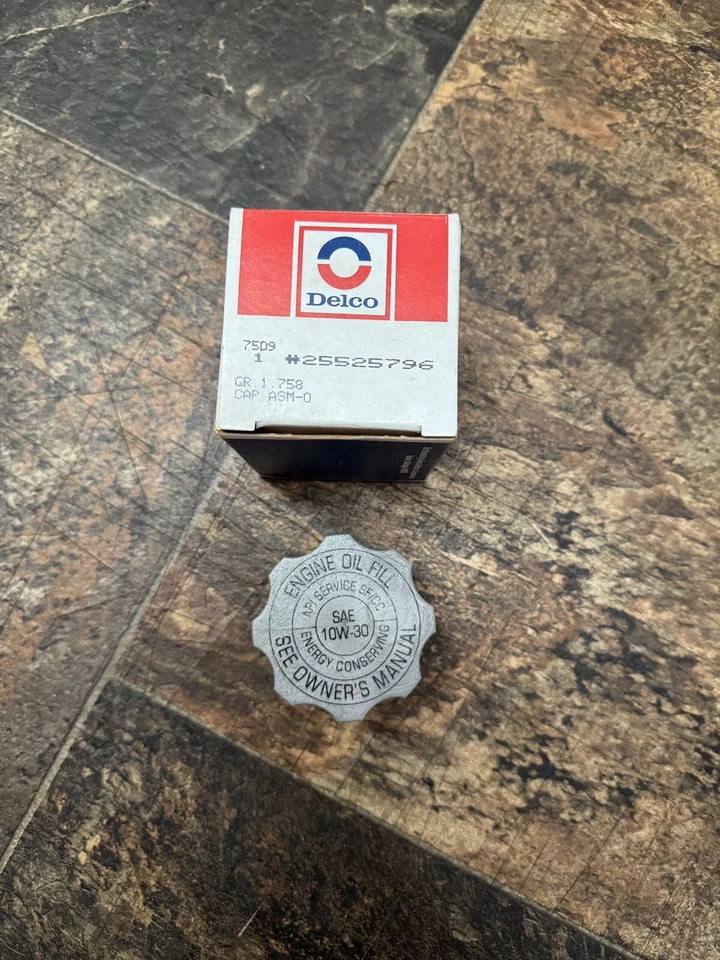 Delco
75D9
1 #25525796
GR 1.758
CAP ASM-O
ENGINE OIL FILL
API SERVICE SF/CC
SAE
10W-30
ENERGY CONSERVING
SEE OWNER'S MANUAL